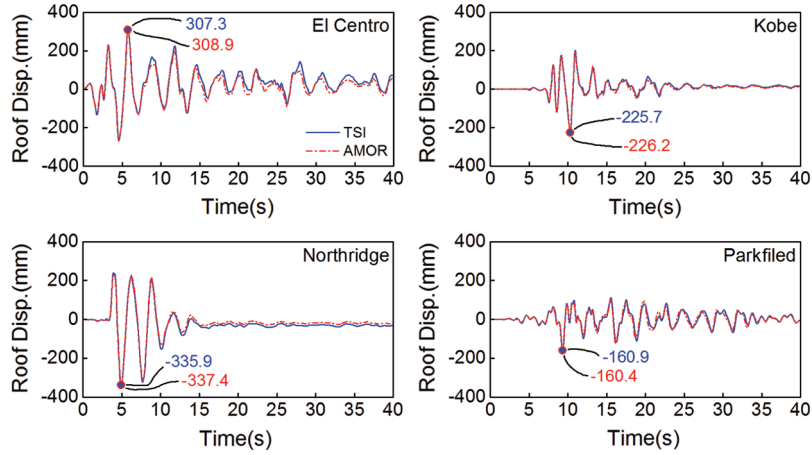 El Centro
307.3
308.9
TSI
AMOR
Roof Disp.(mm)
400
200
0
-200
-400
0 5 10 15 20 25 30 35 40
Time(s)
Kobe
-225.7
-226.2
Roof Disp.(mm)
400
200
0
-200
-400
0 5 10 15 20 25 30 35 40
Time(s)
Northridge
-335.9
-337.4
Roof Disp.(mm)
400
200
0
-200
-400
0 5 10 15 20 25 30 35 40
Time(s)
Parkfiled
-160.9
-160.4
Roof Disp.(mm)
400
200
0
-200
-400
0 5 10 15 20 25 30 35 40
Time(s)